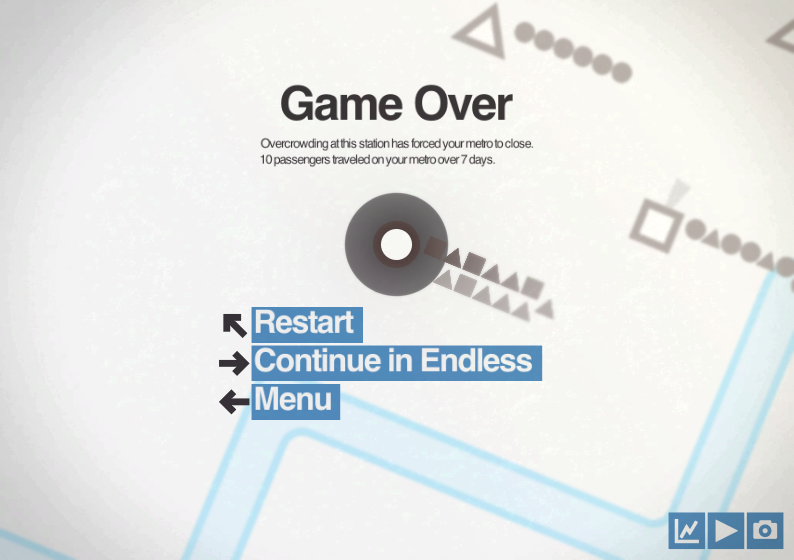 Game Over
Overcrowding at this station has forced your metro to close.
10 passengers traveled on your metro over 7 days.
Restart
Continue in Endless
Menu